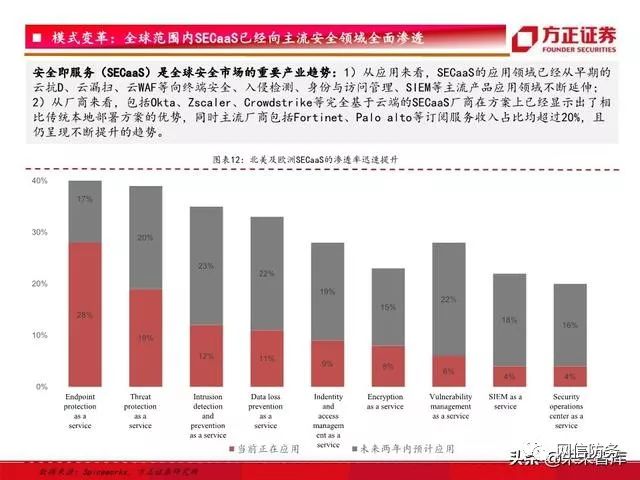 模式变革：全球范围内SECaaS已经向主流安全领域全面渗透
方正证券
FOUNDER SECURITIES
安全即服务（SECaaS）是全球安全市场的重要产业趋势：1）从应用来看，SECaaS的应用领域已经从早期的
云抗D、云漏扫、云WAF等向终端安全、入侵检测、身份与访问管理、SIEM等主流产品应用领域不断延伸；
2）从厂商来看，包括Okta、Zscaler、Crowdstrike等完全基于云端的SECaaS厂商在方案上已经显示出了相
比传统本地部署方案的优势，同时主流厂商包括Fortinet、Palo alto等订阅服务收入占比均超过20%，且
仍呈现不断提升的趋势。
图表12：北美及欧洲SECaaS的渗透率迅速提升
40%
30%
20%
10%
0%
17% 20% 23% 22% 19% 15% 22% 18% 16%
28% 19% 12% 11% 9% 8% 6% 4% 4%
Endpoint protection as a service
Threat protection as a service
Intrusion detection and prevention as a service
Data loss prevention as a service
Indentity and access managem ent as a service
Encryption as a service
Vulnerability management as a service
SIEM as a service
Security operations center as a service
当前正在应用
未来两年内预计应用
数据来源：Spiceworks，方正证券研究所
网信防务
头条@未来智库